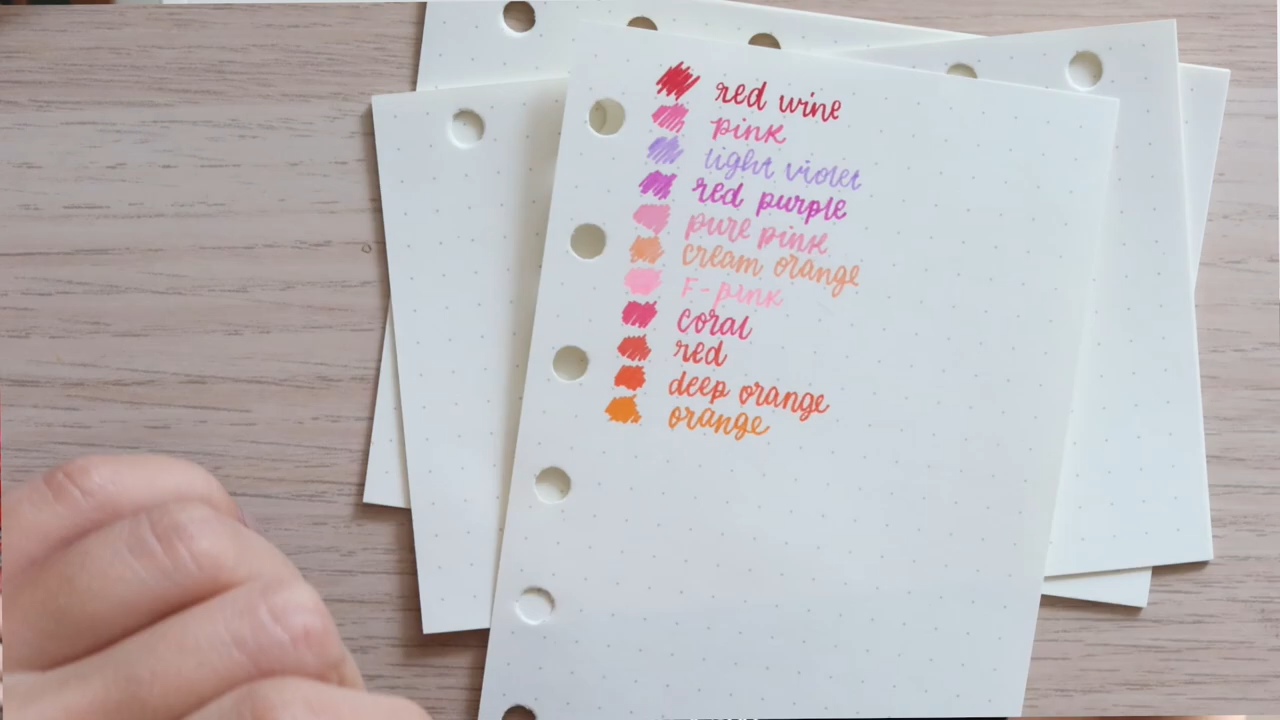 red wine
pink
light violet
red purple
pure pink
cream orange
F-pink
coral
red
deep orange
orange